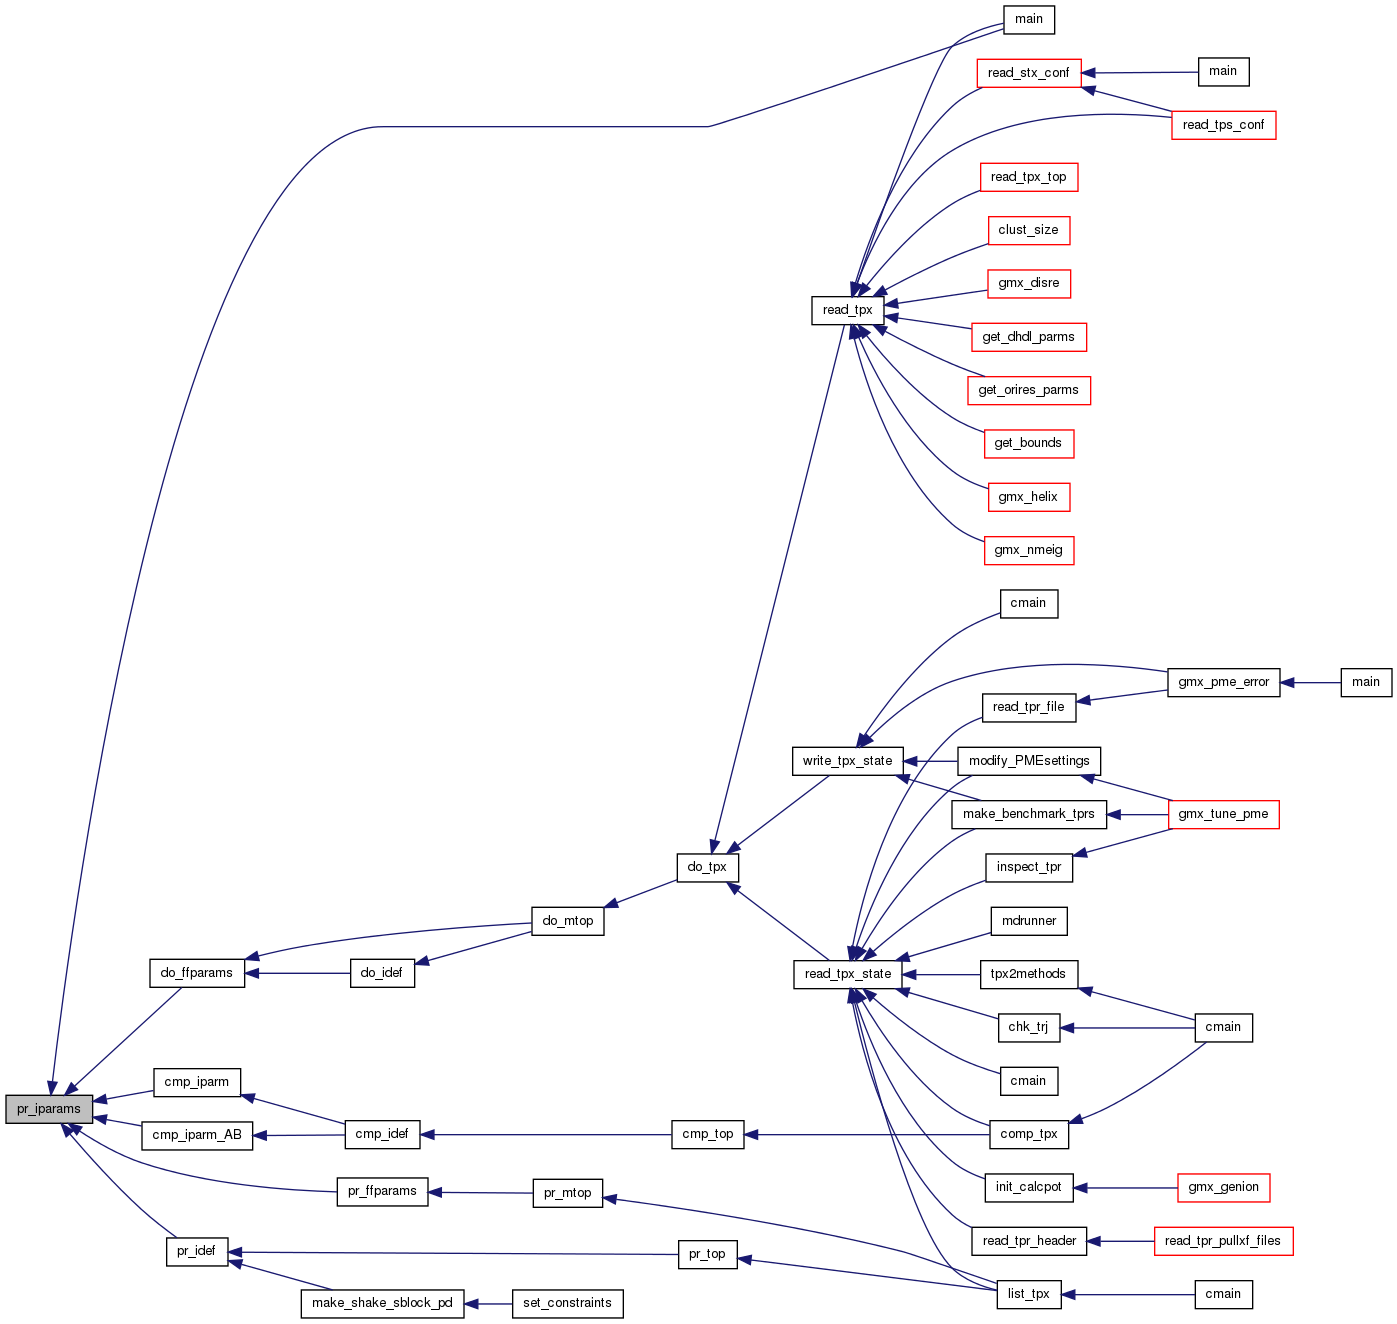 main
read_stx_conf
main
read_tps_conf
read_tpx_top
clust_size
gmx_disre
read_tpx
get_dhdl_parms
get_orires_parms
get_bounds
gmx_helix
gmx_nmeig
cmain
gmx_pme_error
main
read_tpr_file
write_tpx_state
modify_PMEsettings
make_benchmark_tprs
gmx_tune_pme
do_tpx
inspect_tpr
do_mtop
mdrunner
do_ffparams
do_idef
read_tpx_state
tpx2methods
chk_trj
cmain
cmp_iparm
cmain
pr_iparams
cmp_iparm_AB
cmp_idef
cmp_top
comp_tpx
pr_ffparams
pr_mtop
init_calcpot
gmx_genion
pr_idef
pr_top
read_tpr_header
read_tpr_pullxf_files
make_shake_sblock_pd
set_constraints
list_tpx
cmain